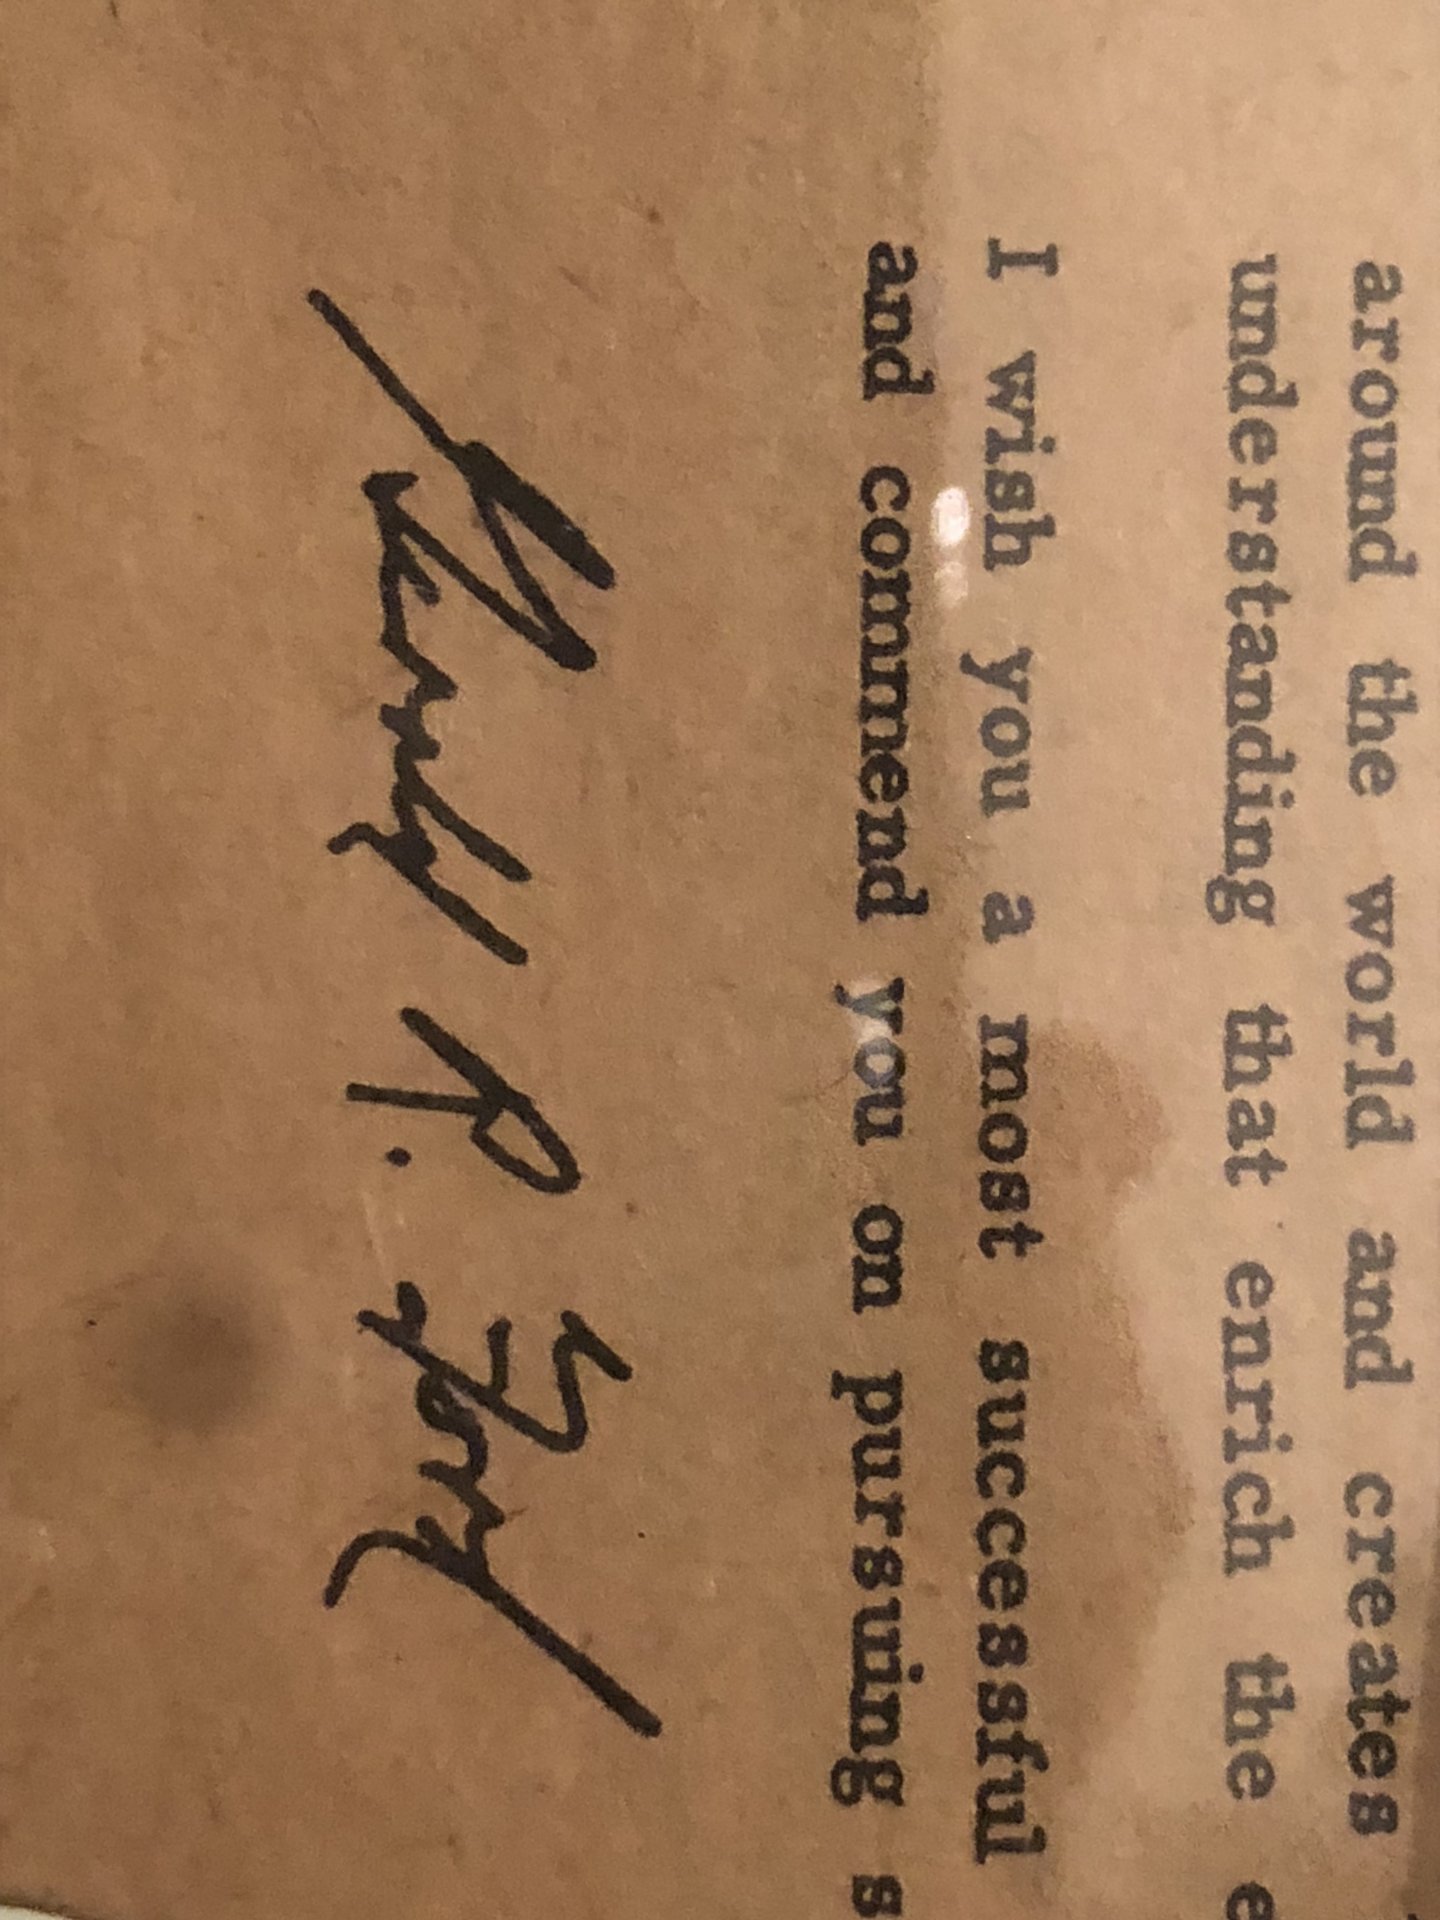 around the world and creates
understanding that enrich the
I wish you a most successful
and commend you on pursuing
Gerald R. Ford